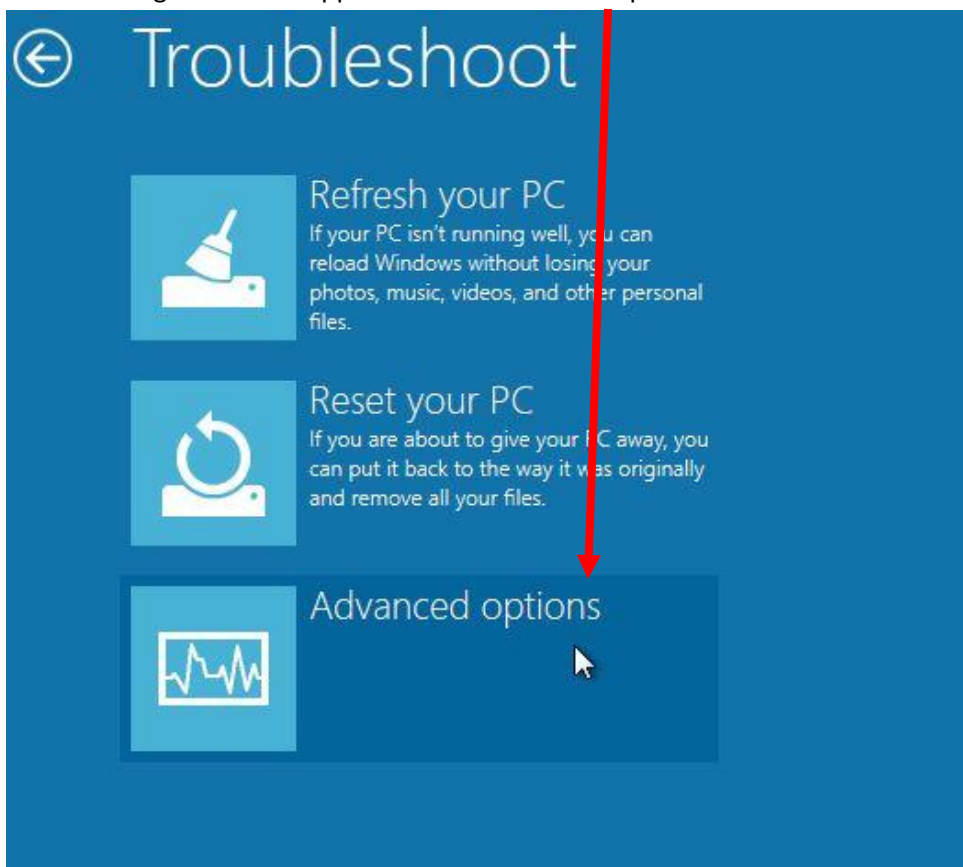 Troubleshoot
Refresh your PC
If your PC isn't running well, you can
reload Windows without losing your
photos, music, videos, and other personal
files.
Reset your PC
If you are about to give your PC away, you
can put it back to the way it was originally
and remove all your files.
Advanced options